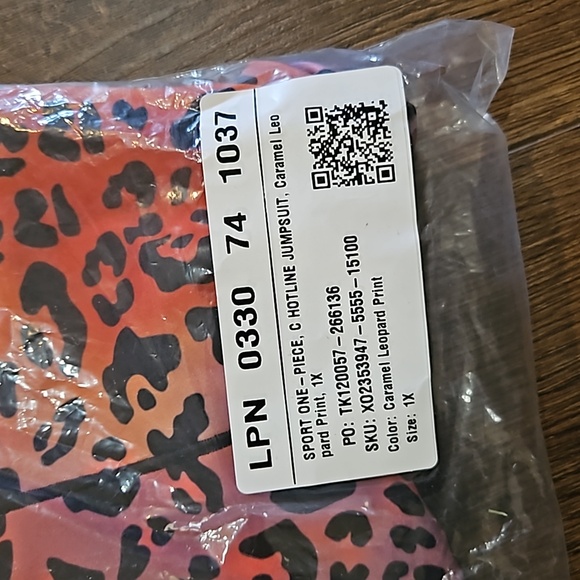 LPN 0330 74 1037
SPORT ONE-PIECE, C HOTLINE JUMPSUIT, Caramel Leo
pard Print, 1X
PO: TK120057-266136
SKU: XO2353947-5555-15100
Color: Caramel Leopard Print
Size: 1X